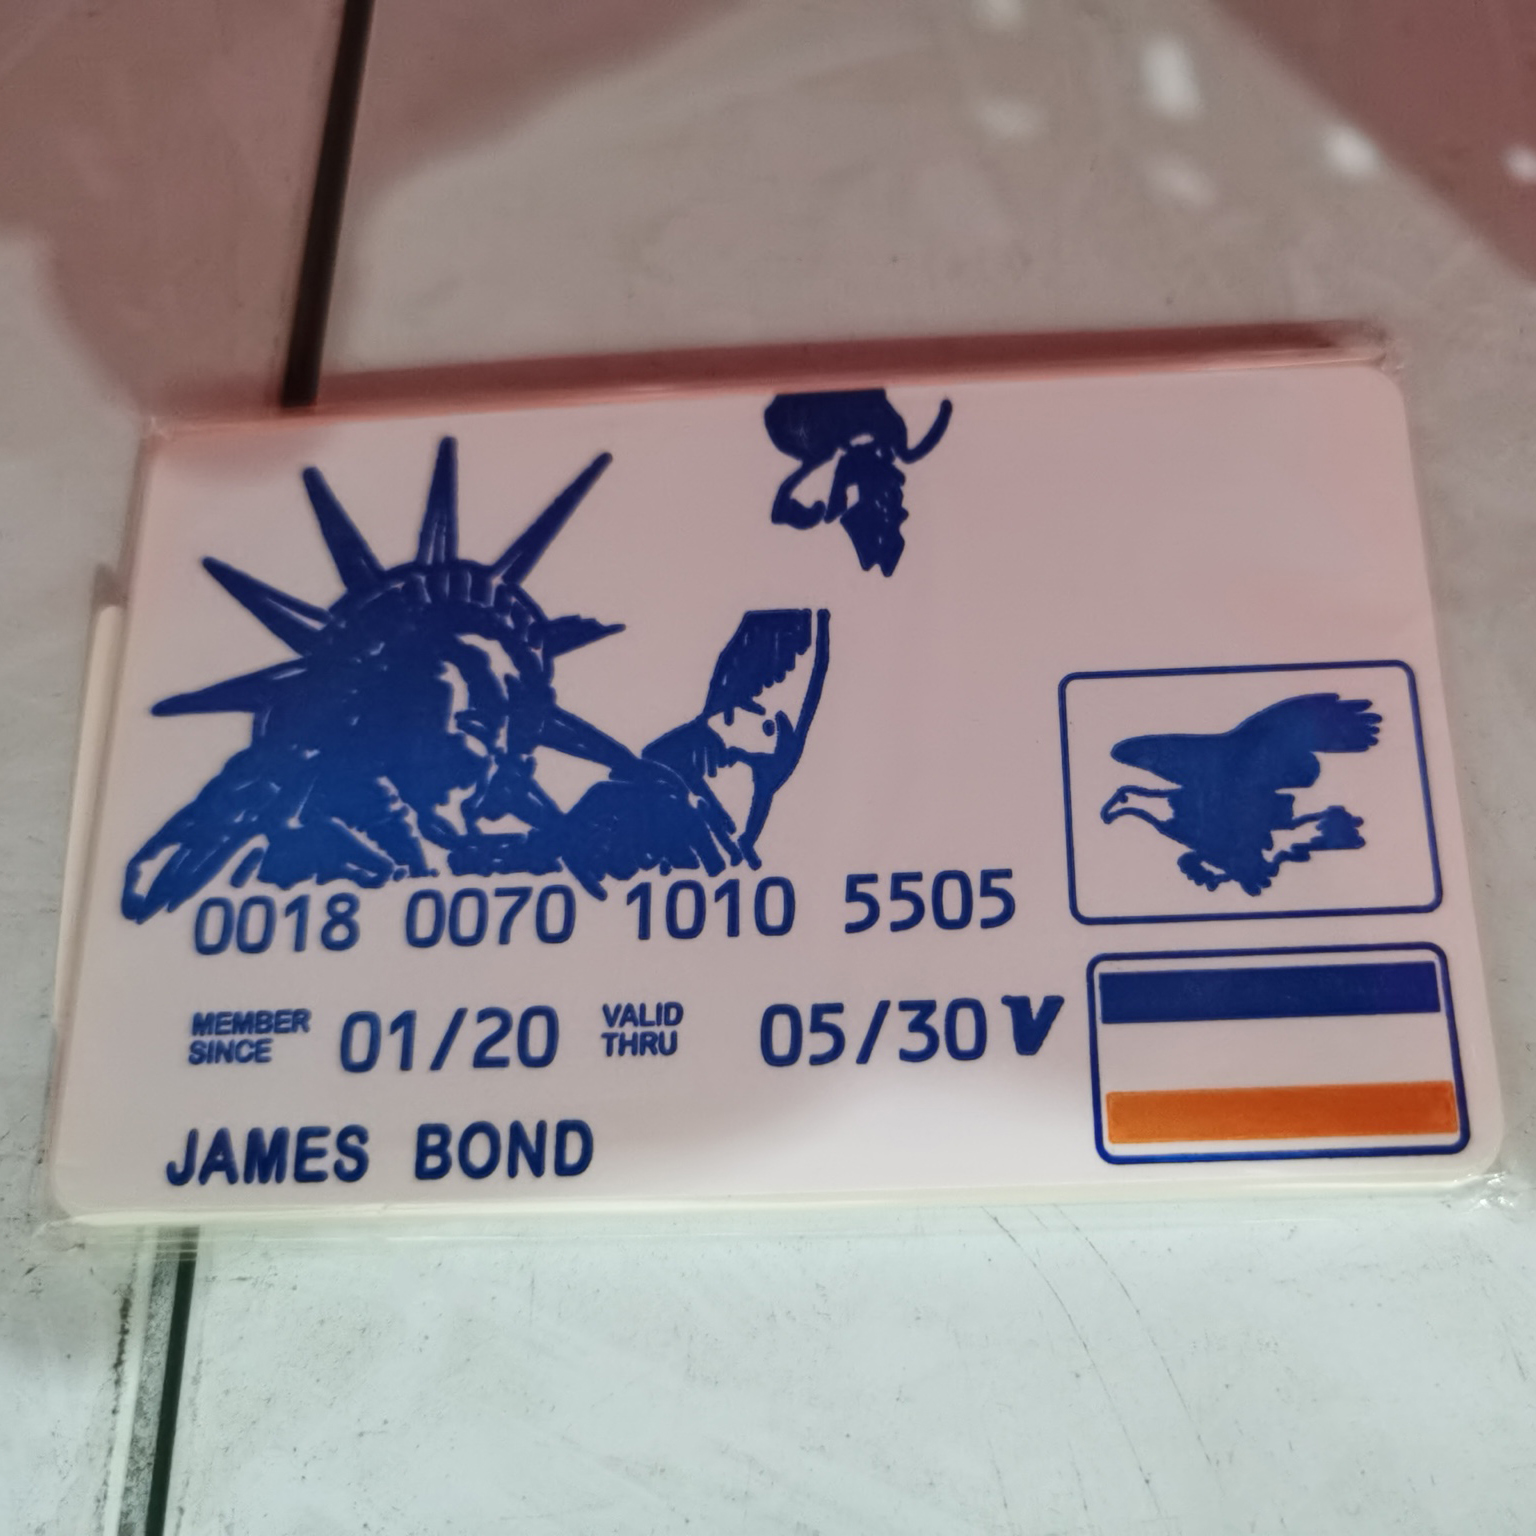 0018 0070 1010 5505
MEMBER SINCE 01/20 VALID THRU 05/30 V
JAMES BOND